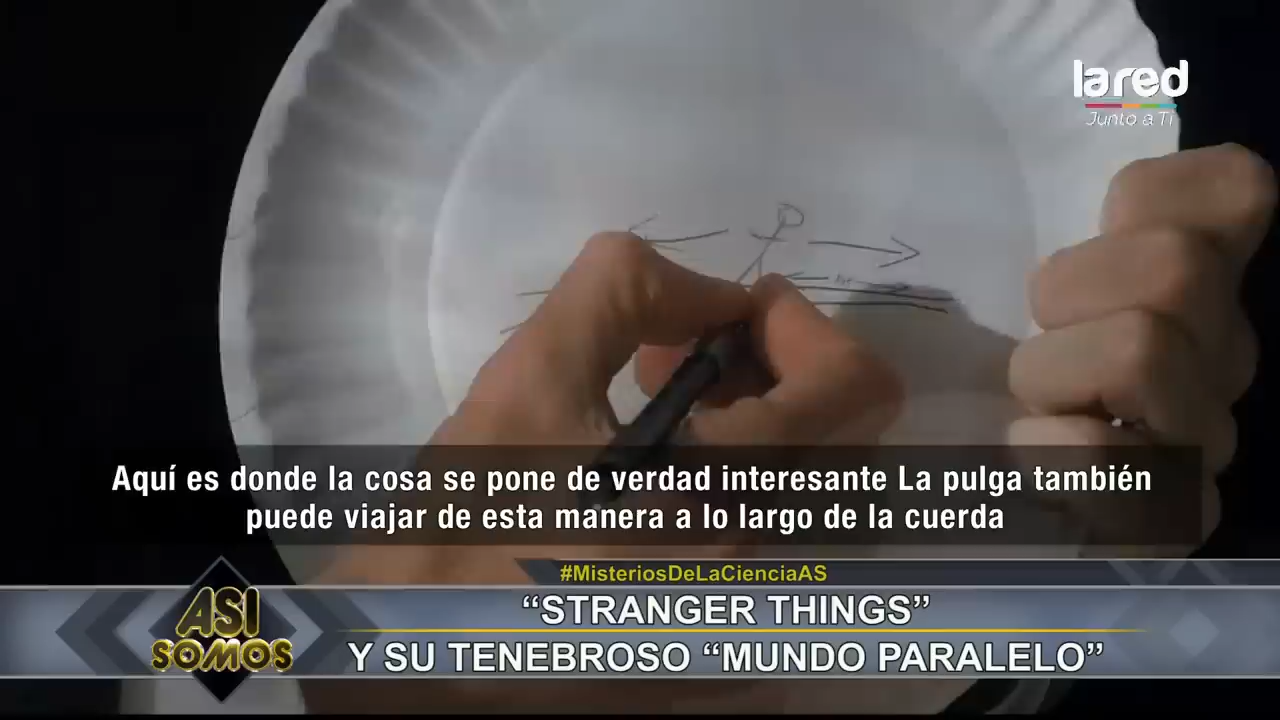 lared
Junto a Ti
Aquí es donde la cosa se pone de verdad interesante La pulga también
puede viajar de esta manera a lo largo de la cuerda
#MisteriosDeLaCienciaAS
ASI
SOMOS
“STRANGER THINGS”
Y SU TENEBROSO “MUNDO PARALELO”